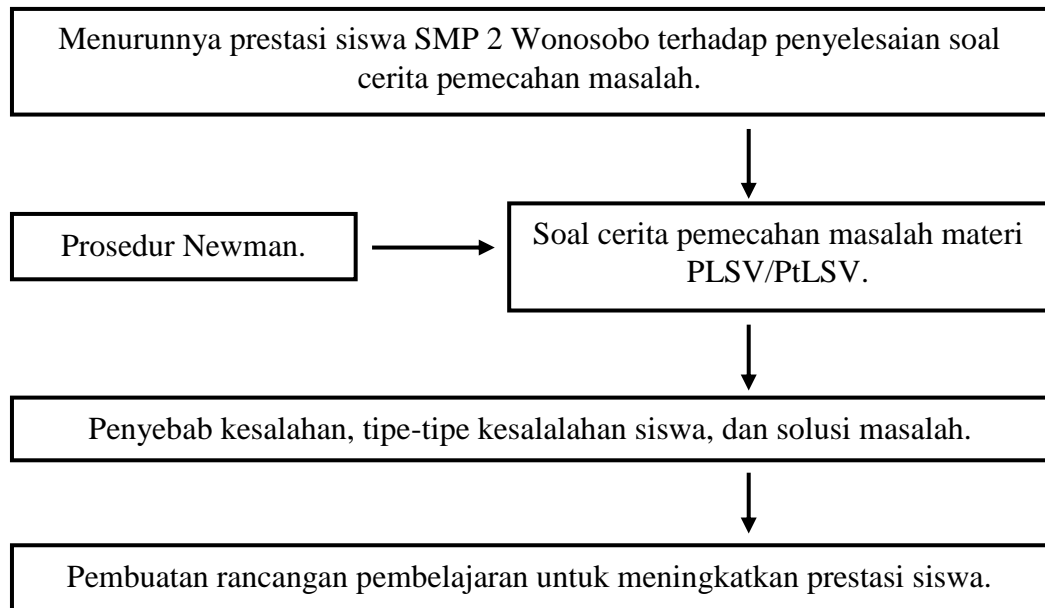 Menurunnya prestasi siswa SMP 2 Wonosobo terhadap penyelesaian soal
cerita pemecahan masalah.
Prosedur Newman.
Soal cerita pemecahan masalah materi
PLSV/PtLSV.
Penyebab kesalahan, tipe-tipe kesalalahan siswa, dan solusi masalah.
Pembuatan rancangan pembelajaran untuk meningkatkan prestasi siswa.